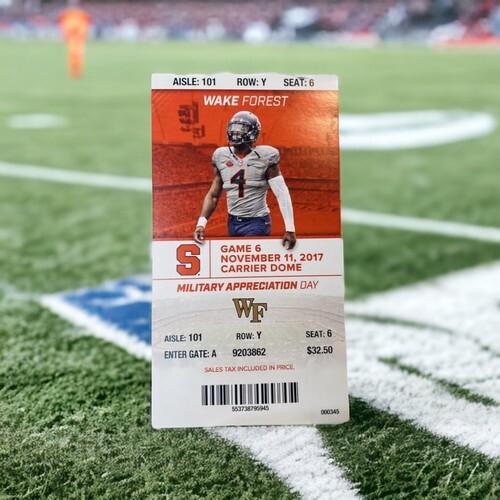 AISLE: 101 ROW: Y SEAT: 6
WAKE FOREST
4
S
GAME 6
NOVEMBER 11, 2017
CARRIER DOME
MILITARY APPRECIATION DAY
WF
AISLE: 101 ROW: Y SEAT: 6
ENTER GATE: A 9203862 $32.50
SALES TAX INCLUDED IN PRICE.
553738795945
000345